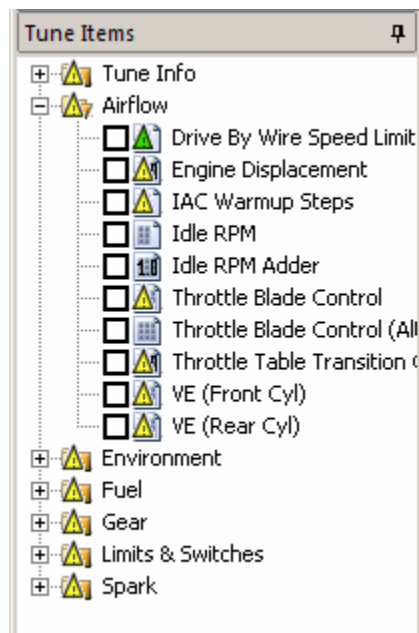 Tune Items
Tune Info
Airflow
Drive By Wire Speed Limit
Engine Displacement
IAC Warmup Steps
Idle RPM
Idle RPM Adder
Throttle Blade Control
Throttle Blade Control (Al
Throttle Table Transition
VE (Front Cyl)
VE (Rear Cyl)
Environment
Fuel
Gear
Limits & Switches
Spark